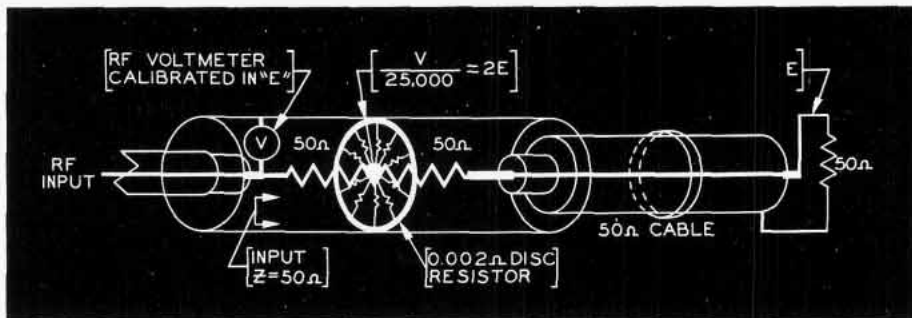 RF VOLTMETER
CALIBRATED IN "E"
V
25,000 = 2E
E
V
50Ω
50Ω
50Ω
RF
INPUT
50Ω CABLE
INPUT
Z=50Ω
0.002Ω DISC
RESISTOR